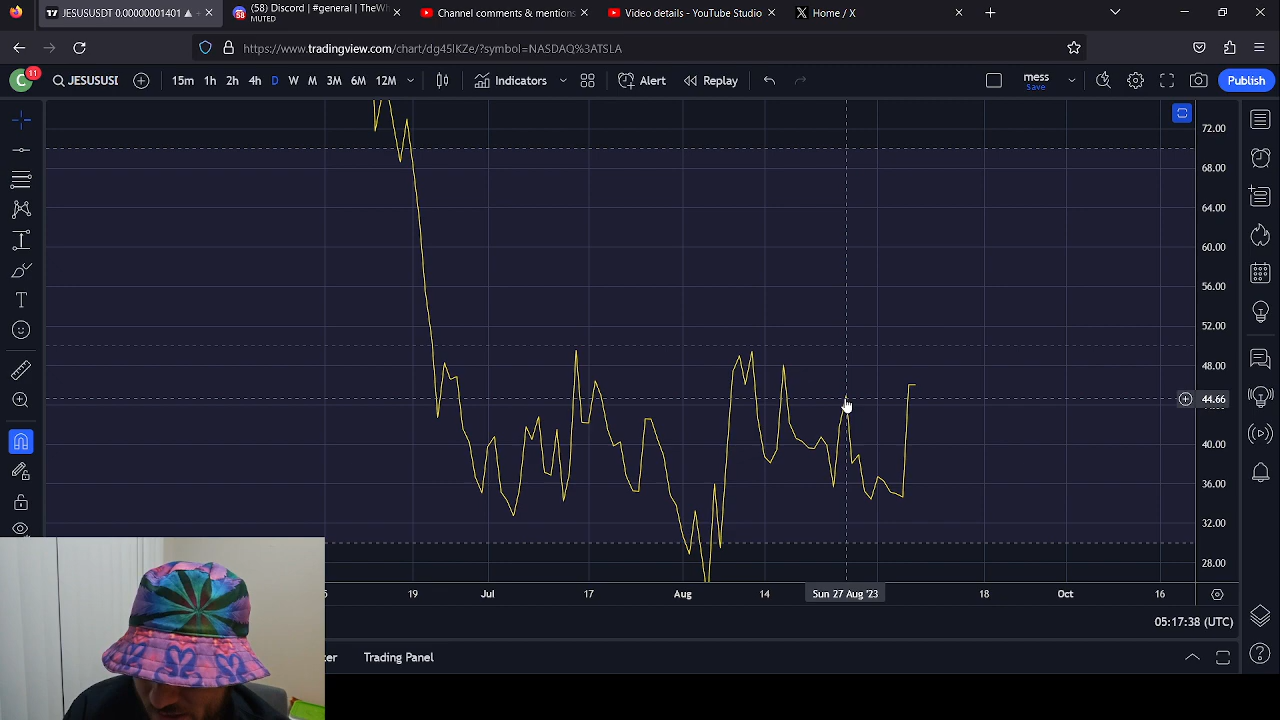 JESUSUSDT 0.00000001401 ▲
(58) Discord | #general | TheWh
MUTED
Channel comments & mentions
Video details - YouTube Studio
Home / X
https://www.tradingview.com/chart/dg45lKZe/?symbol=NASDAQ%3ATSLA
C 11
JESUSUSI
15m 1h 2h 4h D W M 3M 6M 12M
Indicators
Alert
Replay
mess
Save
Publish
72.00
68.00
64.00
60.00
56.00
52.00
48.00
44.66
40.00
36.00
32.00
28.00
19 Jul 17 Aug 14 Sun 27 Aug '23 18 Oct 16
05:17:38 (UTC)
Trading Panel